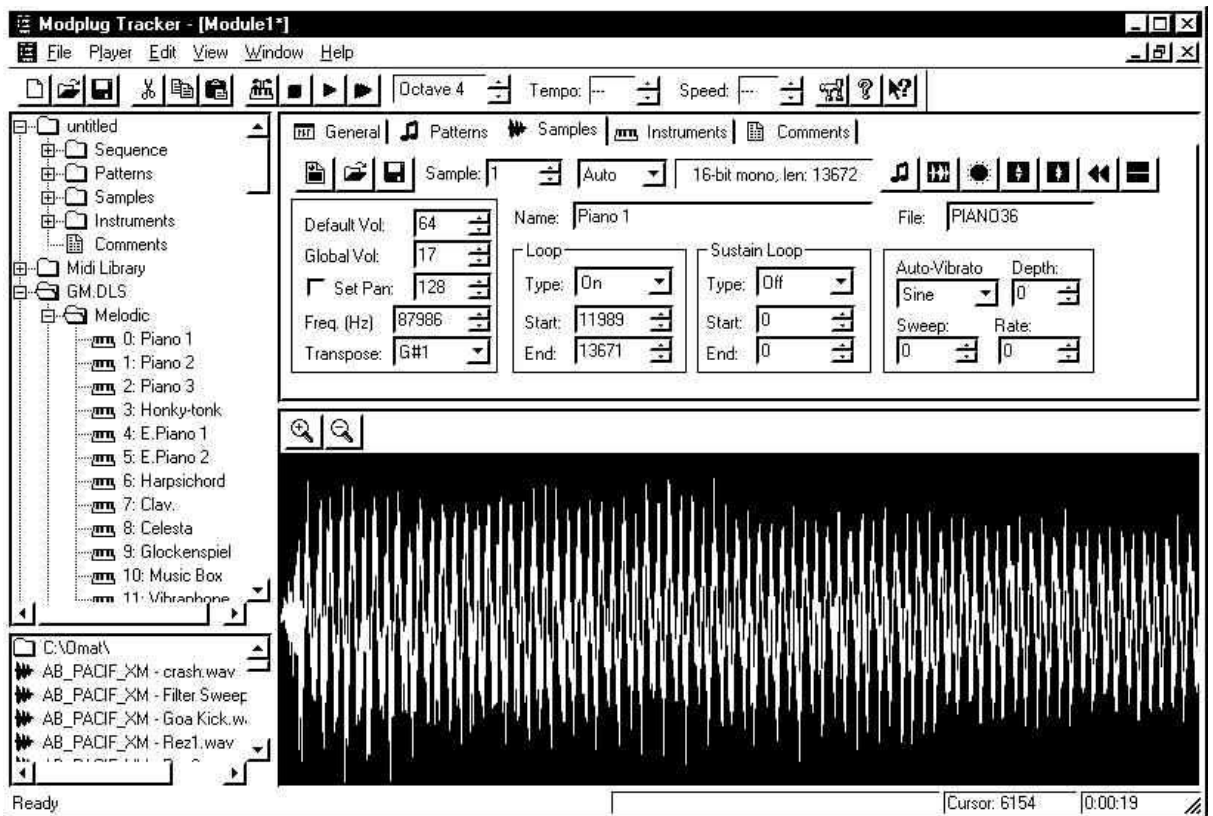 Modplug Tracker - [Module1*]
File Player Edit View Window Help
Octave 4 Tempo: --- Speed: ---
untitled
Sequence
Patterns
Samples
Instruments
Comments
Midi Library
GM.DLS
Melodic
0: Piano 1
1: Piano 2
2: Piano 3
3: Honky-tonk
4: E.Piano 1
5: E.Piano 2
6: Harpsichord
7: Clav.
8: Celesta
9: Glockenspiel
10: Music Box
11: Vibraphone
C:\Omat\
AB_PACIF_XM - crash.wav
AB_PACIF_XM - Filter Sweep
AB_PACIF_XM - Goa Kick.w
AB_PACIF_XM - Rez1.wav
General Patterns Samples Instruments Comments
Sample: 1 Auto 16-bit mono, len: 13672
Default Vol: 64
Global Vol: 17
Set Pan: 128
Freq. (Hz) 87986
Transpose: G#1
Name: Piano 1 File: PIANO36
Loop
Type: On
Start: 11989
End: 13671
Sustain Loop
Type: Off
Start: 0
End: 0
Auto-Vibrato Depth:
Sine 0
Sweep: Rate:
0 0
Ready Cursor: 6154 0:00:19